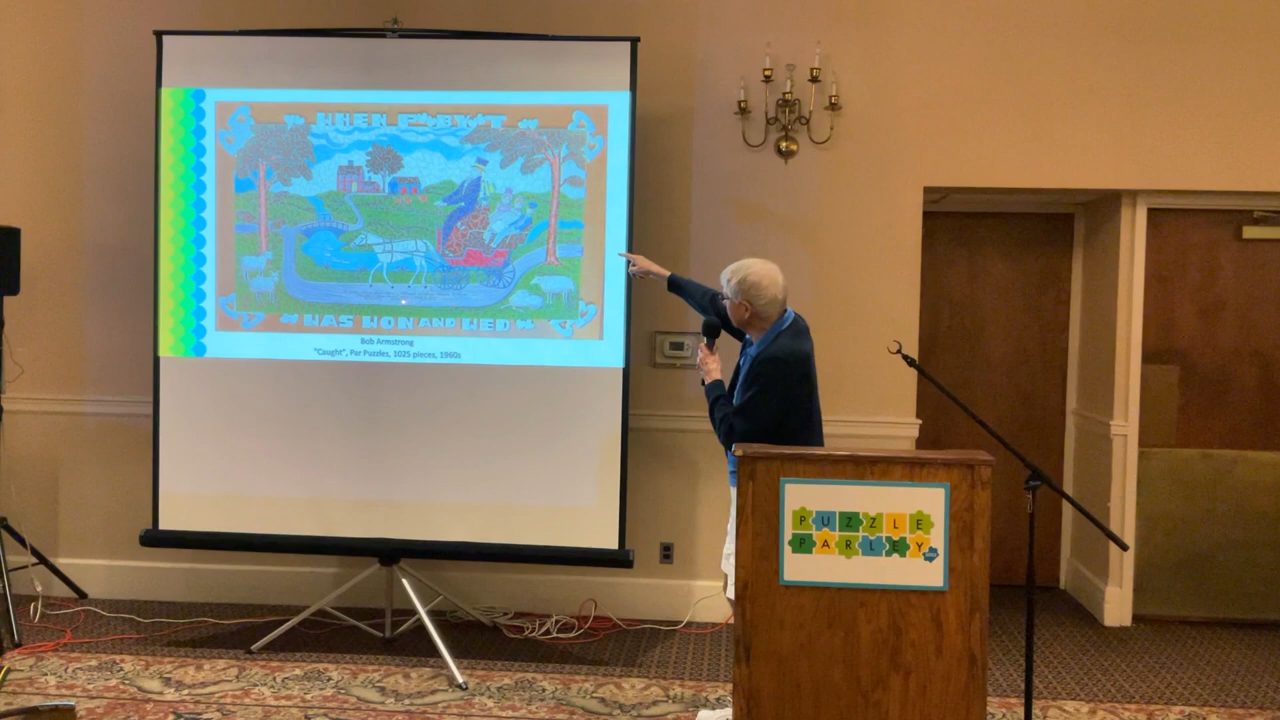 WHEN
WAS WON AND WED
Bob Armstrong
"Caught", Par Puzzles, 1025 pieces, 1960s
PUZZLE
PARLEY